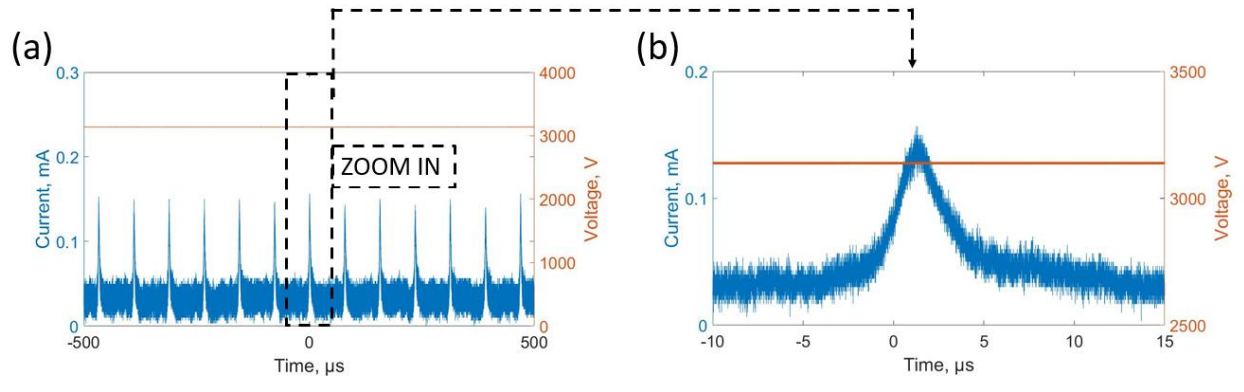 (a)
0.3
0.2
0.1
0
Current, mA
4000
3000
2000
1000
0
Voltage, V
ZOOM IN
-500
0
500
Time, µs
(b)
0.2
0.1
0
Current, mA
3500
3000
2500
Voltage, V
-10
-5
0
5
10
15
Time, µs